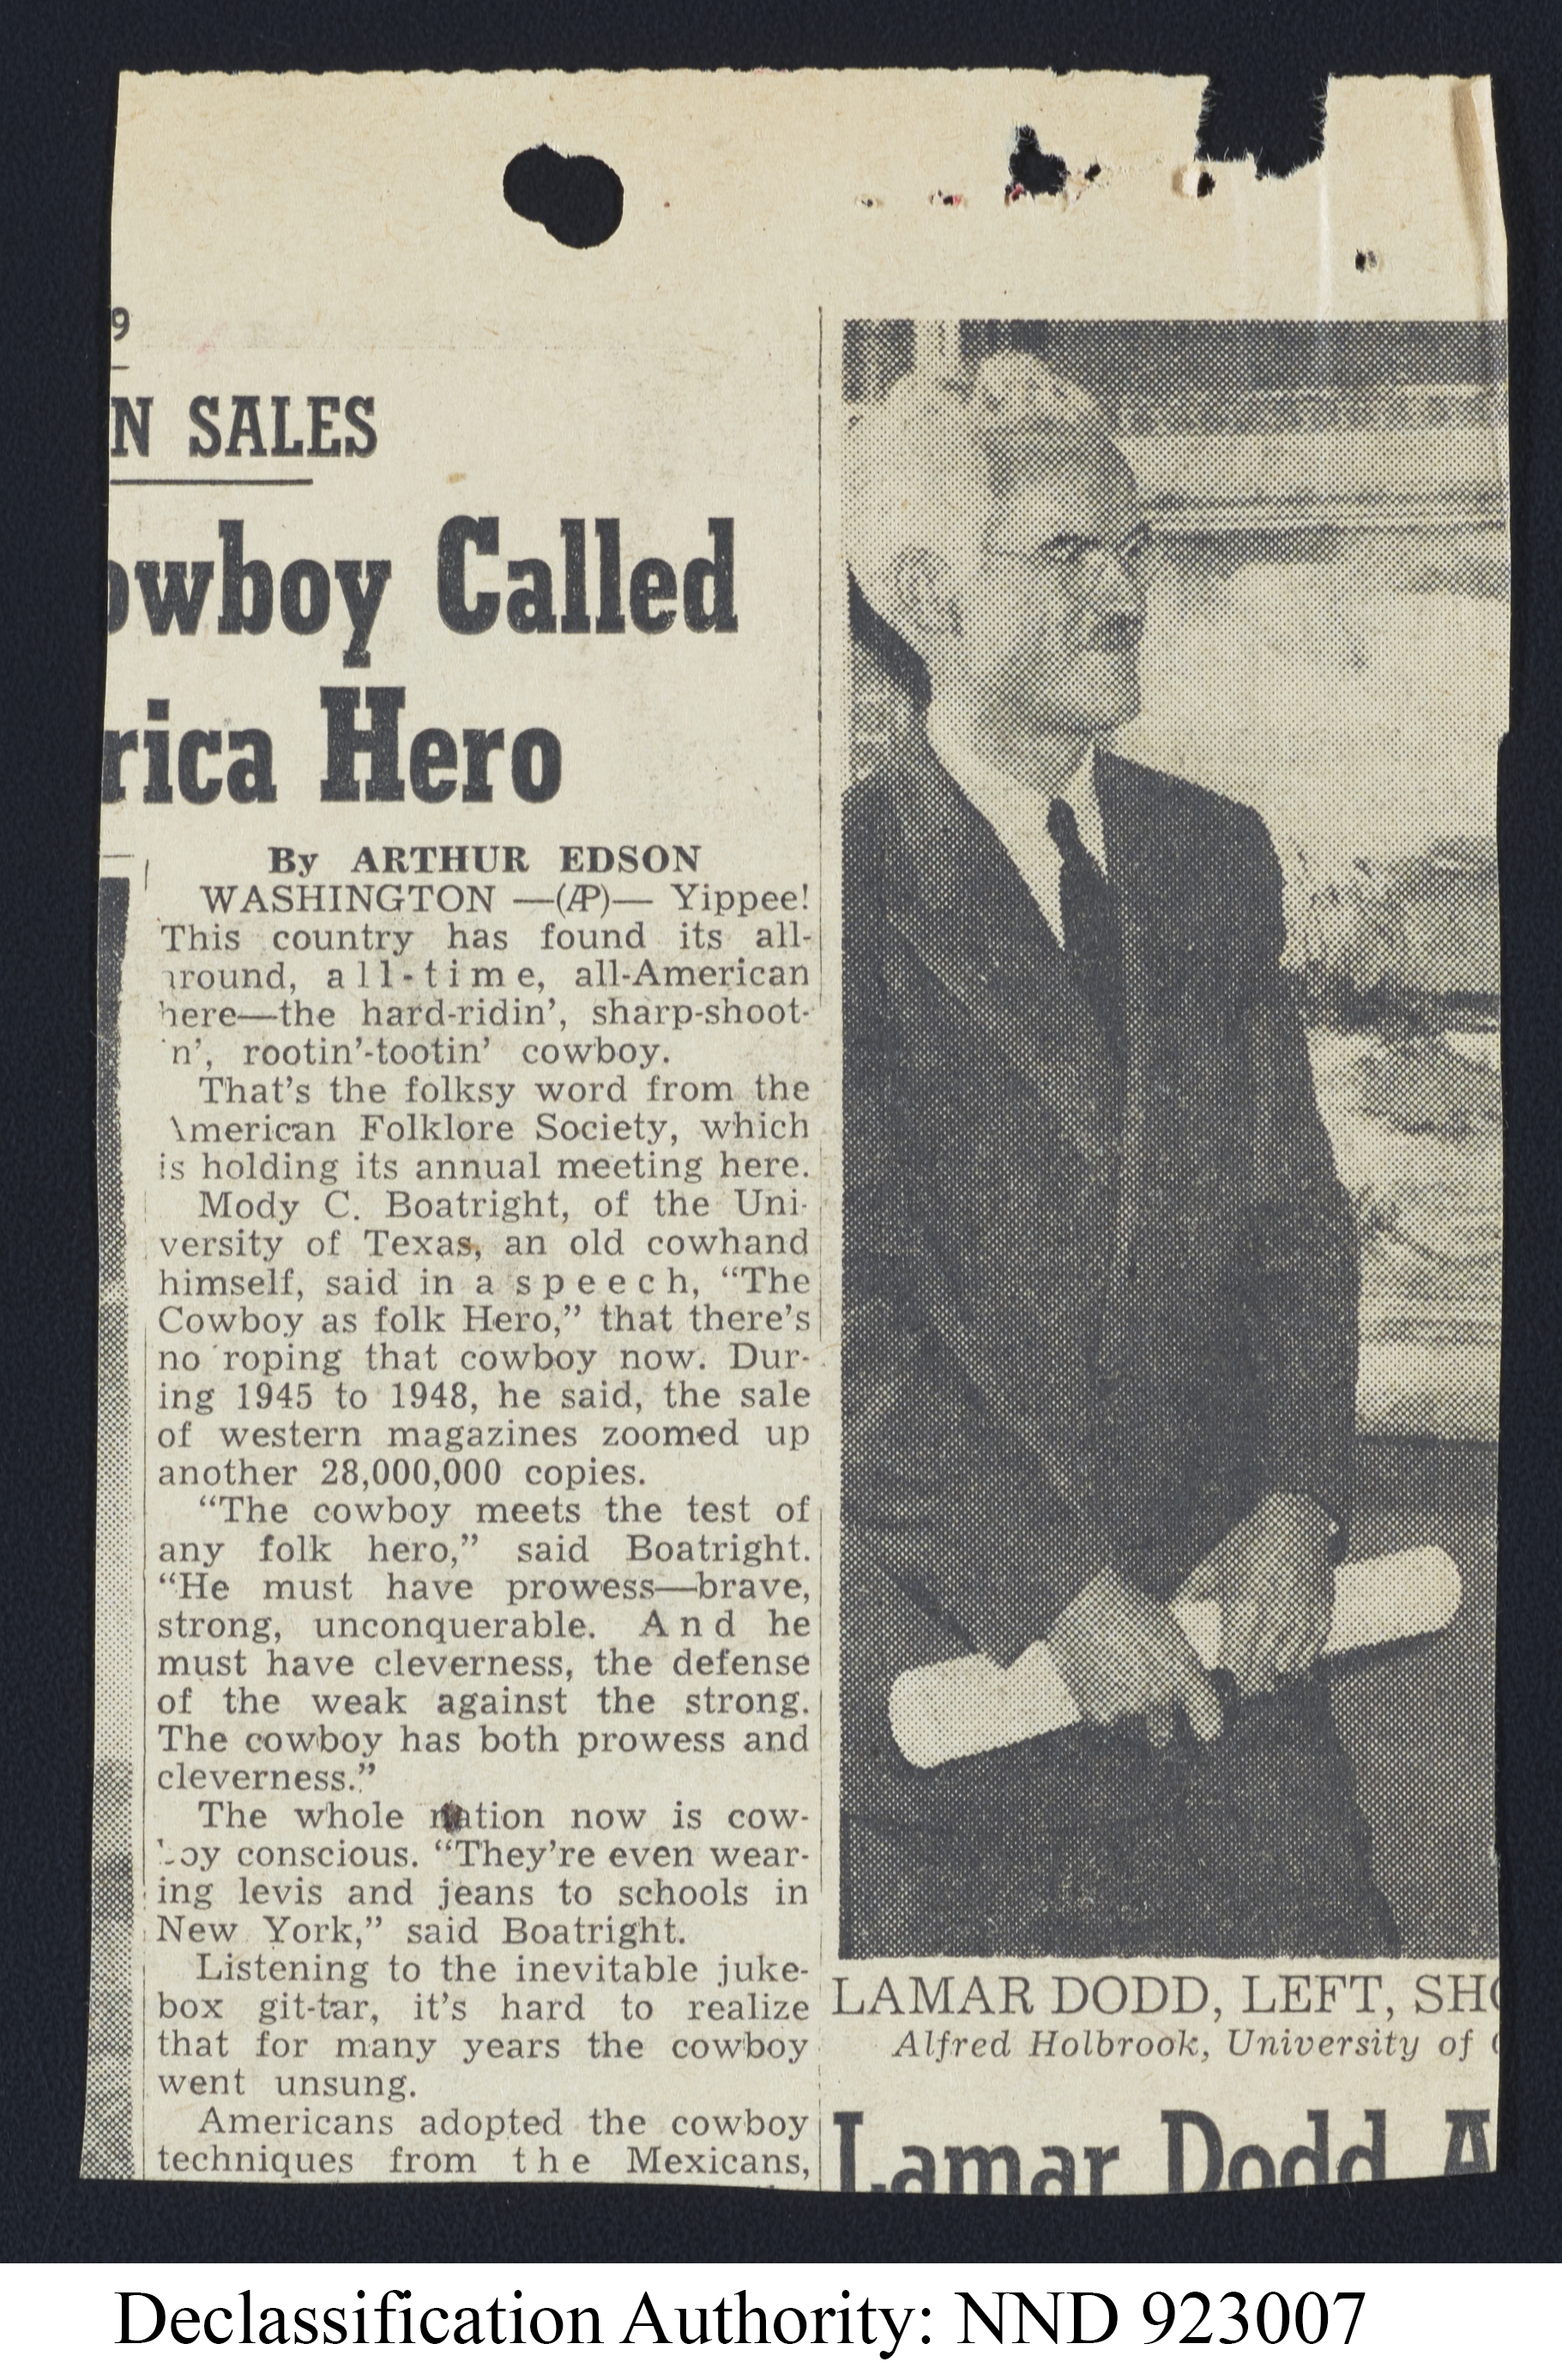 9
N SALES
owboy Called
rica Hero
By ARTHUR EDSON
WASHINGTON —(AP)— Yippee!
This country has found its all-
around, all-time, all-American
here—the hard-ridin’, sharp-shoot-
'n’, rootin’-tootin’ cowboy.
That’s the folksy word from the
American Folklore Society, which
is holding its annual meeting here.
Mody C. Boatright, of the Uni-
versity of Texas, an old cowhand
himself, said in a speech, “The
Cowboy as folk Hero,” that there’s
no roping that cowboy now. Dur-
ing 1945 to 1948, he said, the sale
of western magazines zoomed up
another 28,000,000 copies.
“The cowboy meets the test of
any folk hero,” said Boatright.
“He must have prowess—brave,
strong, unconquerable. And he
must have cleverness, the defense
of the weak against the strong.
The cowboy has both prowess and
cleverness.”
The whole nation now is cow-
boy conscious. “They’re even wear-
ing levis and jeans to schools in
New York,” said Boatright.
Listening to the inevitable juke-
box git-tar, it’s hard to realize
that for many years the cowboy
went unsung.
Americans adopted the cowboy
techniques from the Mexicans,
LAMAR DODD, LEFT, SHO
Alfred Holbrook, University of
Lamar Dodd A
Declassification Authority: NND 923007